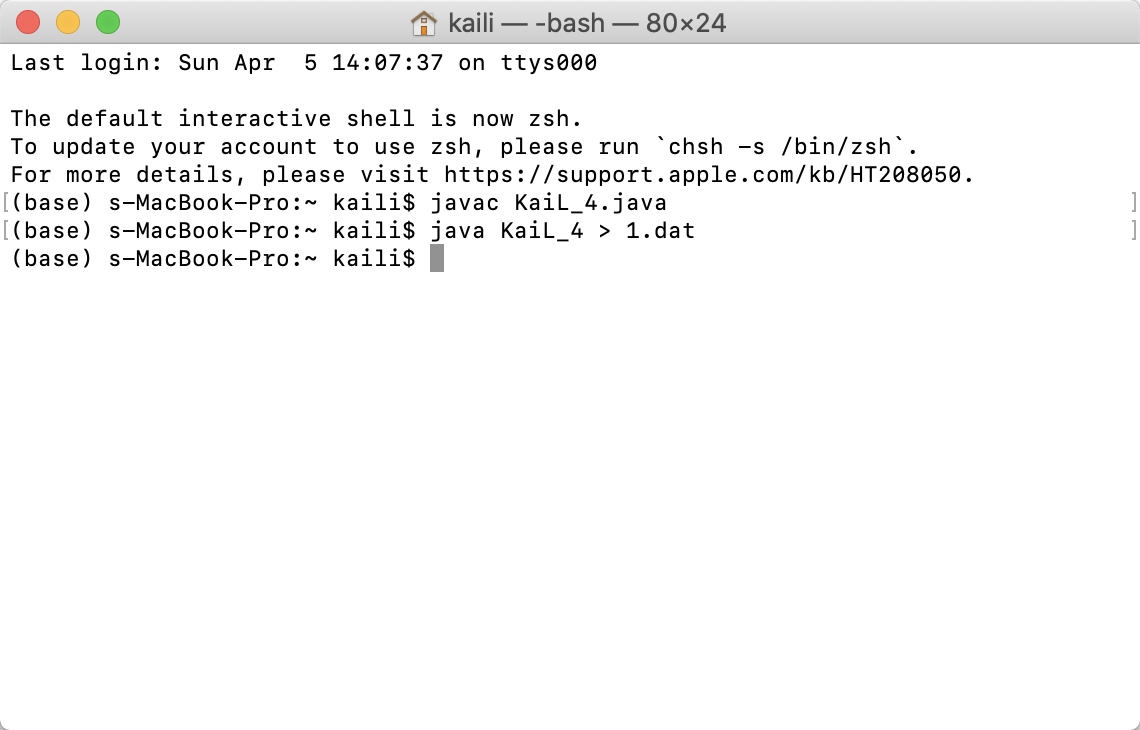 kaili — -bash — 80×24
Last login: Sun Apr  5 14:07:37 on ttys000
The default interactive shell is now zsh.
To update your account to use zsh, please run `chsh -s /bin/zsh`.
For more details, please visit https://support.apple.com/kb/HT208050.
[(base) s-MacBook-Pro:~ kaili$ javac KaiL_4.java ]
[(base) s-MacBook-Pro:~ kaili$ java KaiL_4 > 1.dat ]
(base) s-MacBook-Pro:~ kaili$